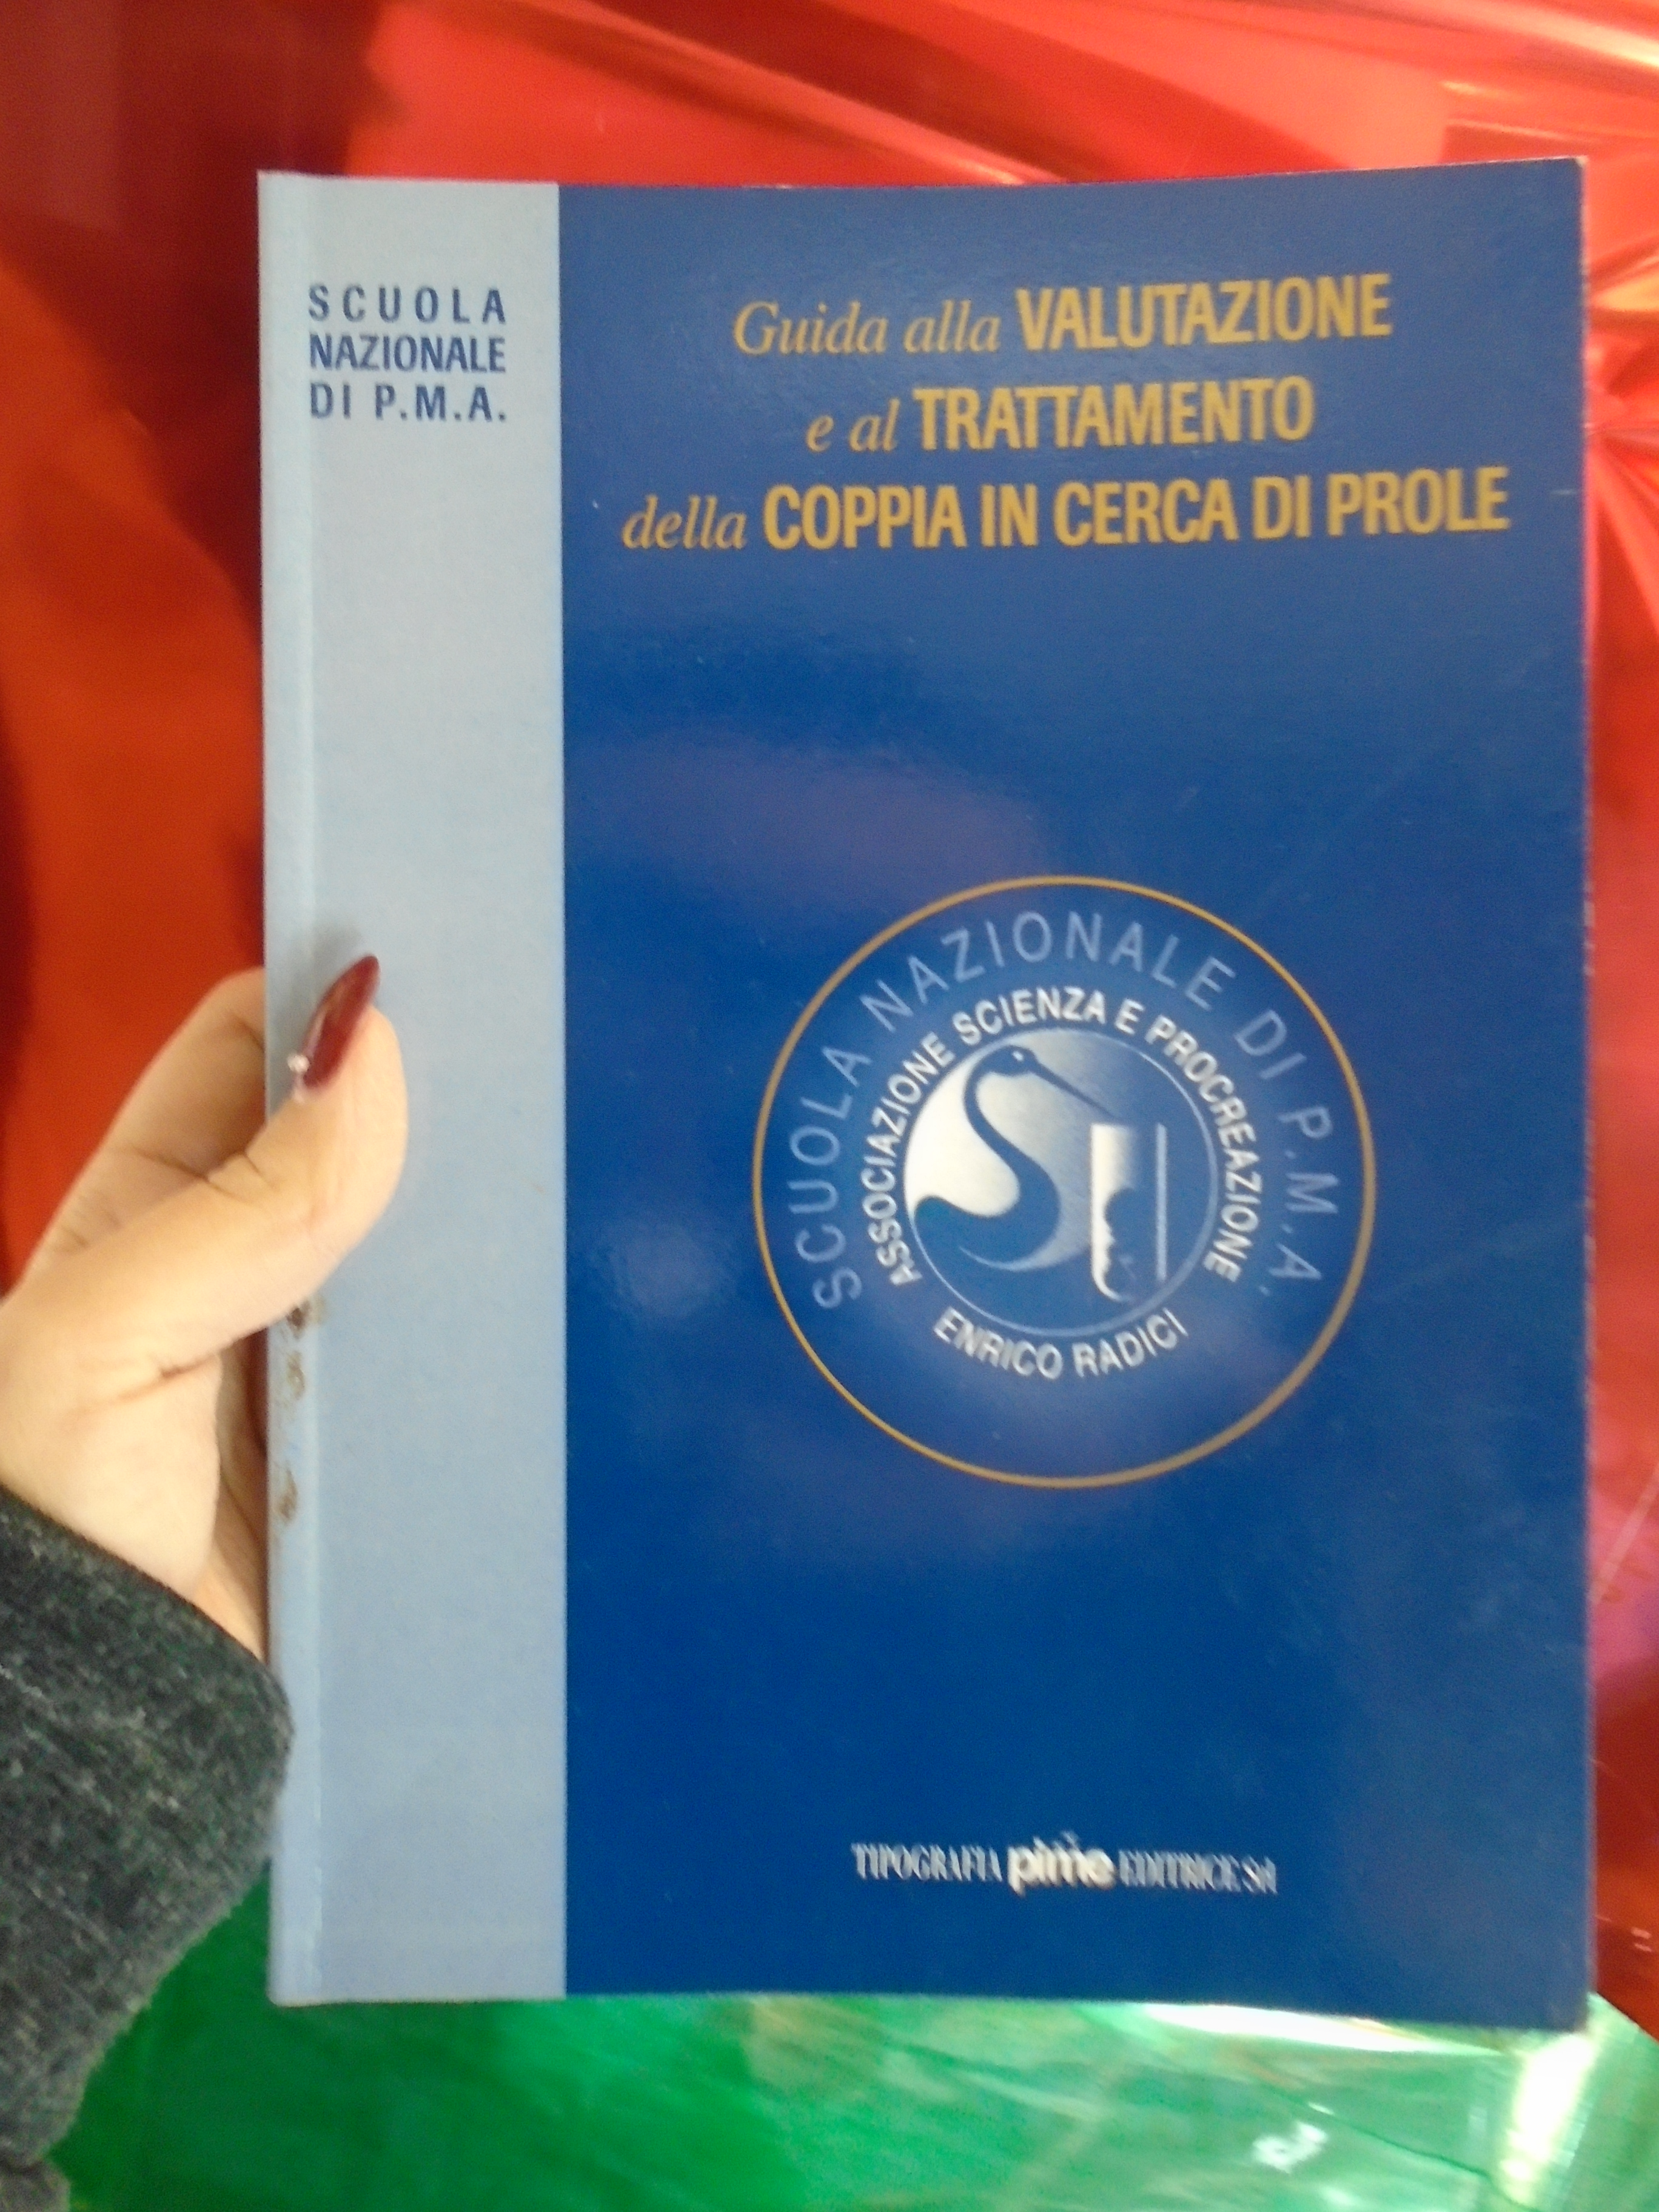 SCUOLA
NAZIONALE
DI P.M.A.
Guida alla VALUTAZIONE
e al TRATTAMENTO
della COPPIA IN CERCA DI PROLE
SCUOLA NAZIONALE DI P.M.A.
ASSOCIAZIONE SCIENZA E PROCREAZIONE
ENRICO RADICI
TIPOGRAFIA pime EDITRICE Srl